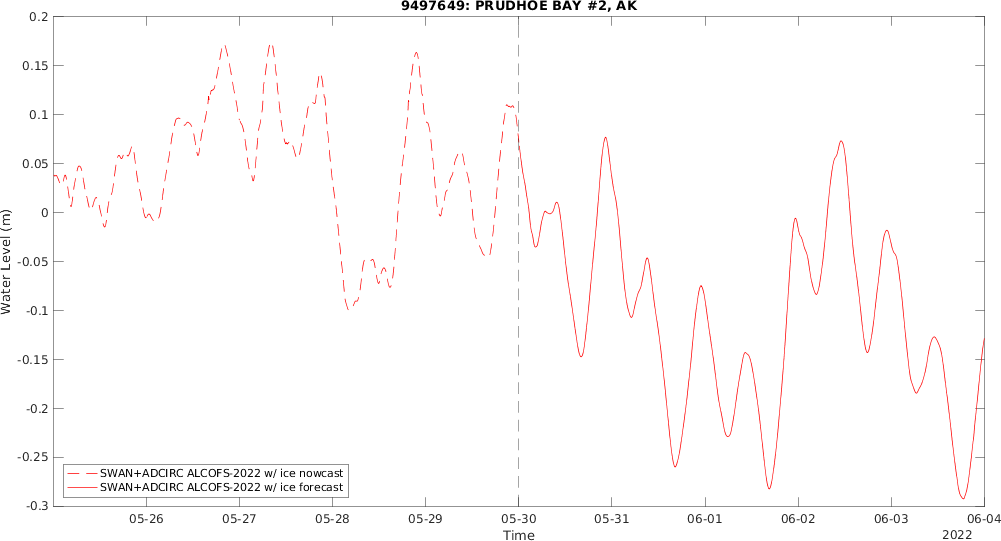 9497649: PRUDHOE BAY #2, AK
0.2
0.15
0.1
0.05
0
-0.05
-0.1
-0.15
-0.2
-0.25
-0.3
Water Level (m)
SWAN+ADCIRC ALCOFS-2022 w/ ice nowcast
SWAN+ADCIRC ALCOFS-2022 w/ ice forecast
05-26 05-27 05-28 05-29 05-30 05-31 06-01 06-02 06-03 06-04
Time
2022